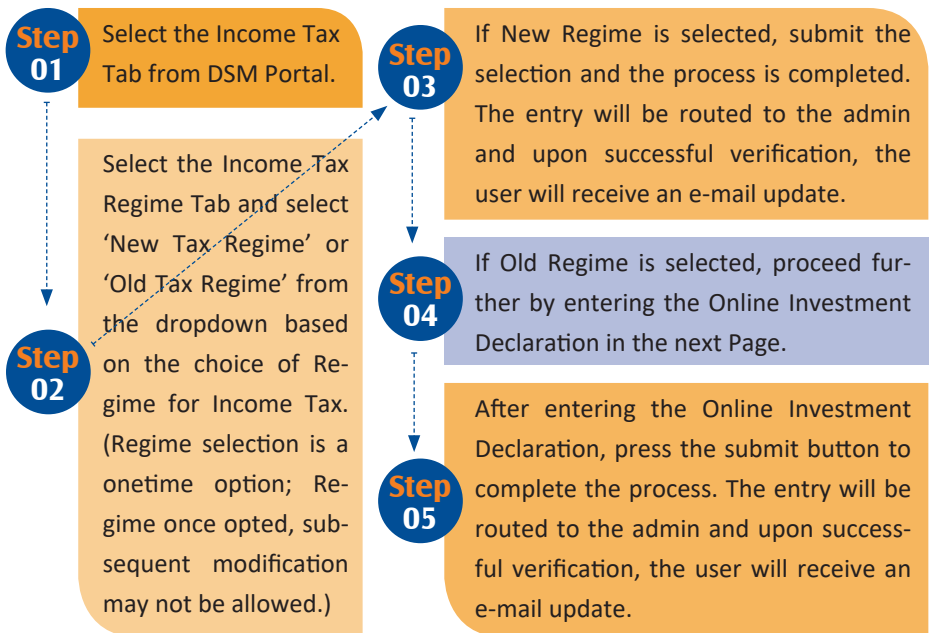 Step
01
Select the Income Tax
Tab from DSM Portal.
Step
02
Select the Income Tax
Regime Tab and select
‘New Tax Regime’ or
‘Old Tax Regime’ from
the dropdown based
on the choice of Re-
gime for Income Tax.
(Regime selection is a
onetime option; Re-
gime once opted, sub-
sequent modification
may not be allowed.)
Step
03
If New Regime is selected, submit the
selection and the process is completed.
The entry will be routed to the admin
and upon successful verification, the
user will receive an e-mail update.
Step
04
If Old Regime is selected, proceed fur-
ther by entering the Online Investment
Declaration in the next Page.
Step
05
After entering the Online Investment
Declaration, press the submit button to
complete the process. The entry will be
routed to the admin and upon success-
ful verification, the user will receive an
e-mail update.